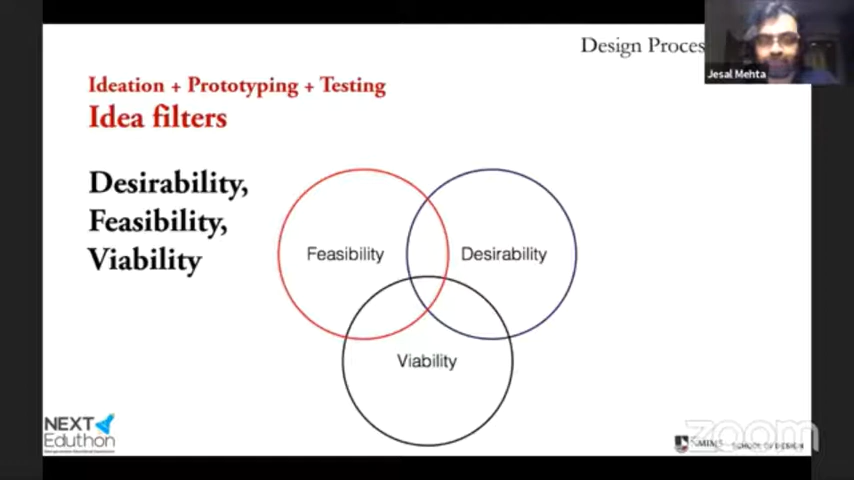 Design Proces
Jesal Mehta
Ideation + Prototyping + Testing
Idea filters
Desirability,
Feasibility,
Viability
Feasibility
Desirability
Viability
NEXT
Eduthon
zoom
SCHOOL OF DESIGN